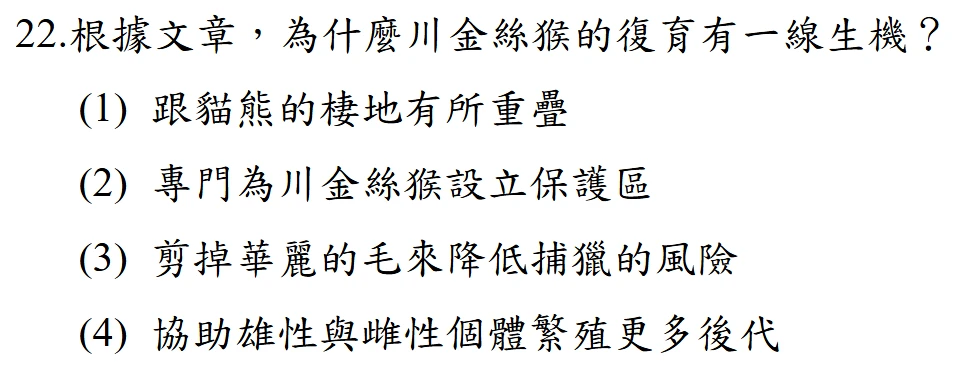 22.根據文章，為什麼川金絲猴的復育有一線生機？
(1) 跟貓熊的棲地有所重疊
(2) 專門為川金絲猴設立保護區
(3) 剪掉華麗的毛來降低捕獵的風險
(4) 協助雄性與雌性個體繁殖更多後代